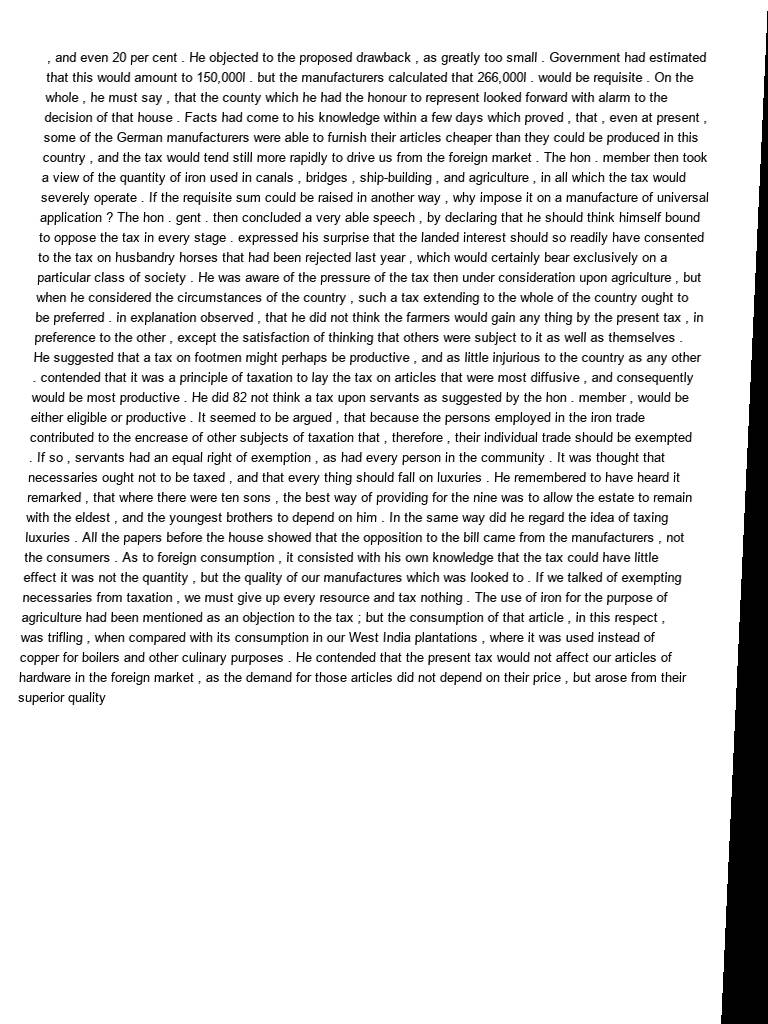 , and even 20 per cent . He objected to the proposed drawback , as greatly too small . Government had estimated
that this would amount to 150,000l . but the manufacturers calculated that 266,000l . would be requisite . On the
whole , he must say , that the county which he had the honour to represent looked forward with alarm to the
decision of that house . Facts had come to his knowledge within a few days which proved , that , even at present ,
some of the German manufacturers were able to furnish their articles cheaper than they could be produced in this
country , and the tax would tend still more rapidly to drive us from the foreign market . The hon . member then took
a view of the quantity of iron used in canals , bridges , ship-building , and agriculture , in all which the tax would
severely operate . If the requisite sum could be raised in another way , why impose it on a manufacture of universal
application ? The hon . gent . then concluded a very able speech , by declaring that he should think himself bound
to oppose the tax in every stage . expressed his surprise that the landed interest should so readily have consented
to the tax on husbandry horses that had been rejected last year , which would certainly bear exclusively on a
particular class of society . He was aware of the pressure of the tax then under consideration upon agriculture , but
when he considered the circumstances of the country , such a tax extending to the whole of the country ought to
be preferred . in explanation observed , that he did not think the farmers would gain any thing by the present tax , in
preference to the other , except the satisfaction of thinking that others were subject to it as well as themselves .
He suggested that a tax on footmen might perhaps be productive , and as little injurious to the country as any other
. contended that it was a principle of taxation to lay the tax on articles that were most diffusive , and consequently
would be most productive . He did 82 not think a tax upon servants as suggested by the hon . member , would be
either eligible or productive . It seemed to be argued , that because the persons employed in the iron trade
contributed to the encrease of other subjects of taxation that , therefore , their individual trade should be exempted
. If so , servants had an equal right of exemption , as had every person in the community . It was thought that
necessaries ought not to be taxed , and that every thing should fall on luxuries . He remembered to have heard it
remarked , that where there were ten sons , the best way of providing for the nine was to allow the estate to remain
with the eldest , and the youngest brothers to depend on him . In the same way did he regard the idea of taxing
luxuries . All the papers before the house showed that the opposition to the bill came from the manufacturers , not
the consumers . As to foreign consumption , it consisted with his own knowledge that the tax could have little
effect it was not the quantity , but the quality of our manufactures which was looked to . If we talked of exempting
necessaries from taxation , we must give up every resource and tax nothing . The use of iron for the purpose of
agriculture had been mentioned as an objection to the tax ; but the consumption of that article , in this respect ,
was trifling , when compared with its consumption in our West India plantations , where it was used instead of
copper for boilers and other culinary purposes . He contended that the present tax would not affect our articles of
hardware in the foreign market , as the demand for those articles did not depend on their price , but arose from their
superior quality